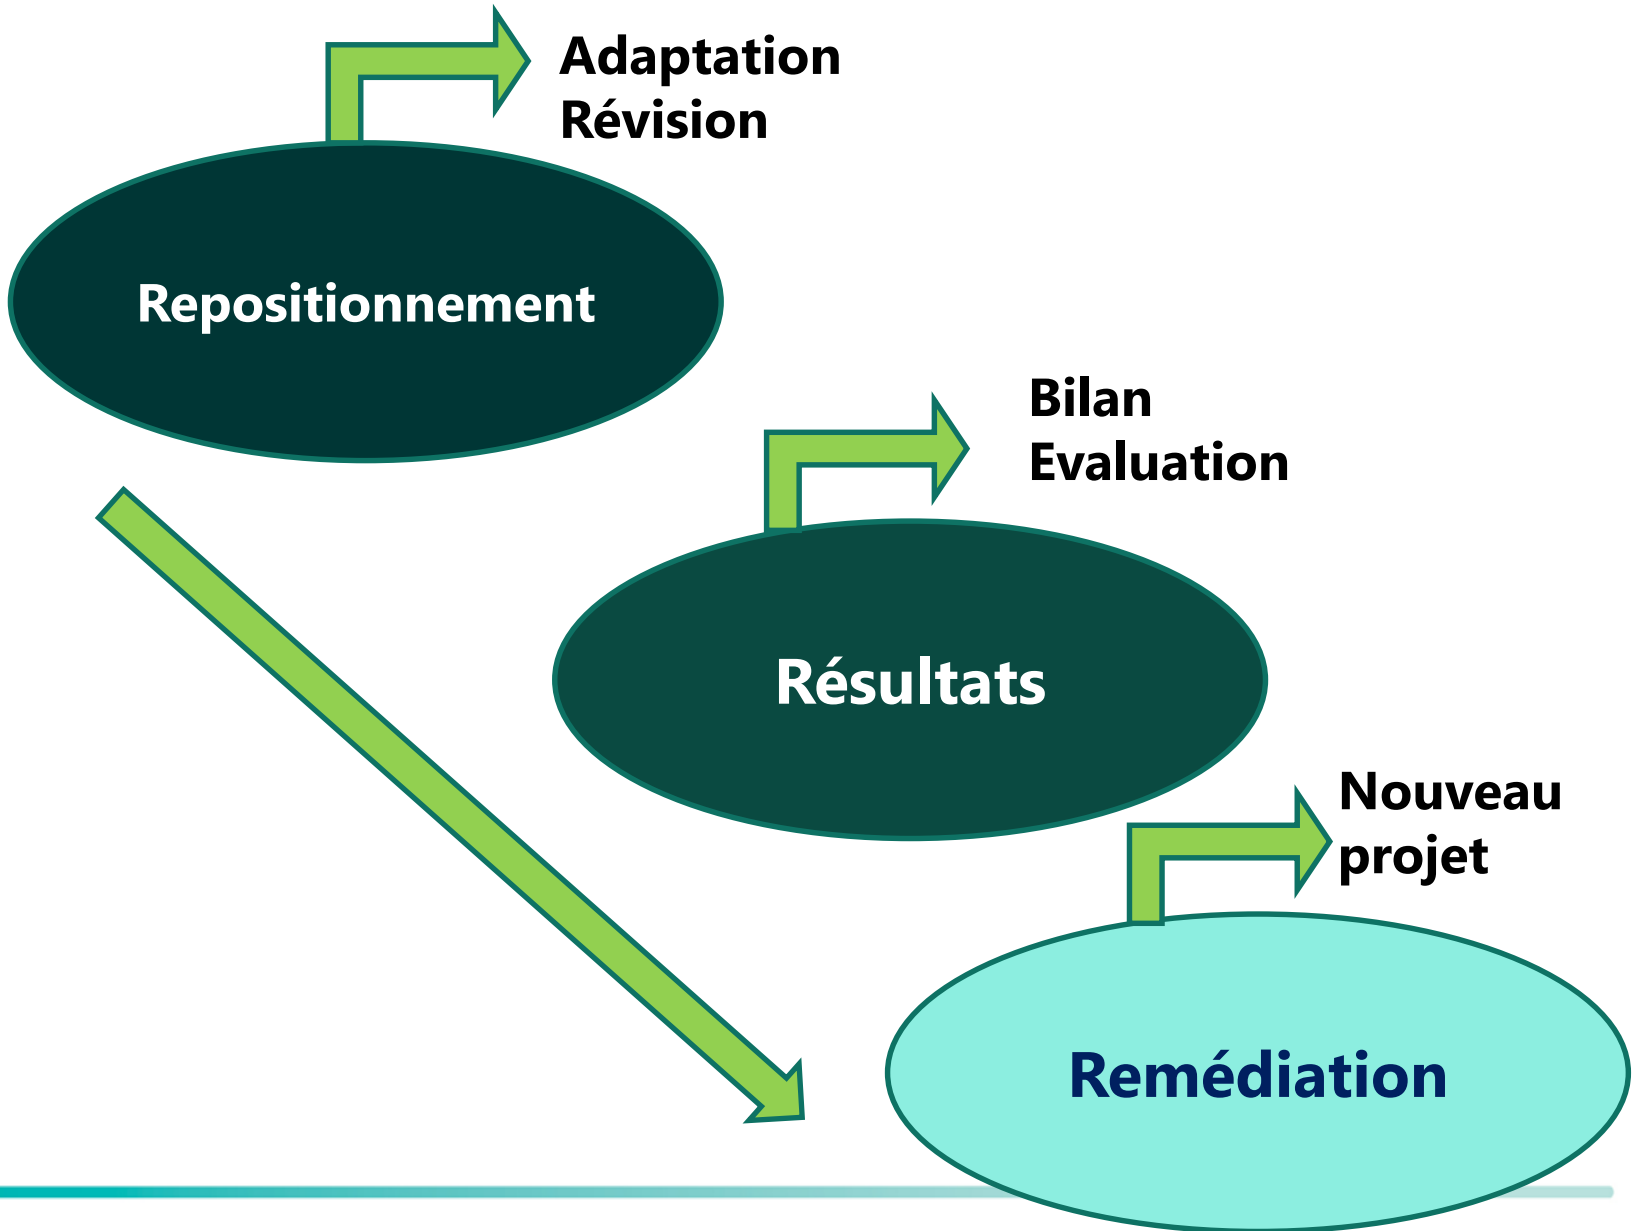 Adaptation
Révision
Repositionnement
Bilan
Evaluation
Résultats
Nouveau
projet
Remédiation